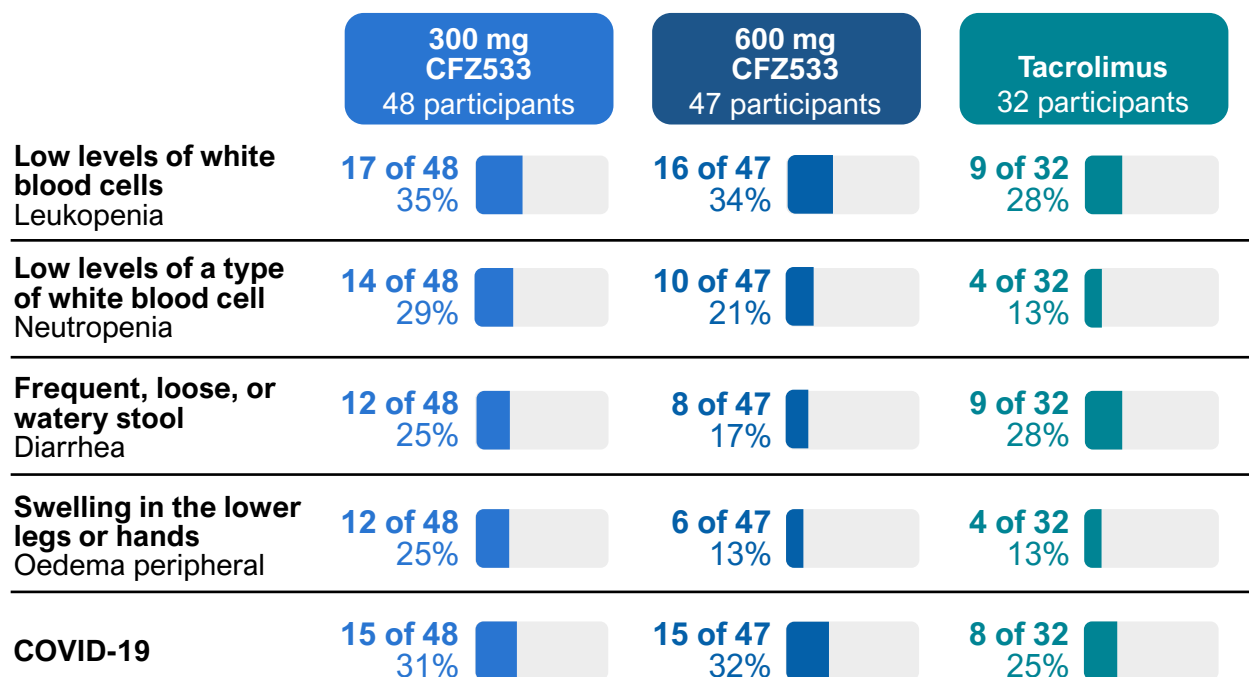 300 mg
CFZ533
48 participants
600 mg
CFZ533
47 participants
Tacrolimus
32 participants
Low levels of white
blood cells
Leukopenia
17 of 48
35%
16 of 47
34%
9 of 32
28%
Low levels of a type
of white blood cell
Neutropenia
14 of 48
29%
10 of 47
21%
4 of 32
13%
Frequent, loose, or
watery stool
Diarrhea
12 of 48
25%
8 of 47
17%
9 of 32
28%
Swelling in the lower
legs or hands
Oedema peripheral
12 of 48
25%
6 of 47
13%
4 of 32
13%
COVID-19
15 of 48
31%
15 of 47
32%
8 of 32
25%